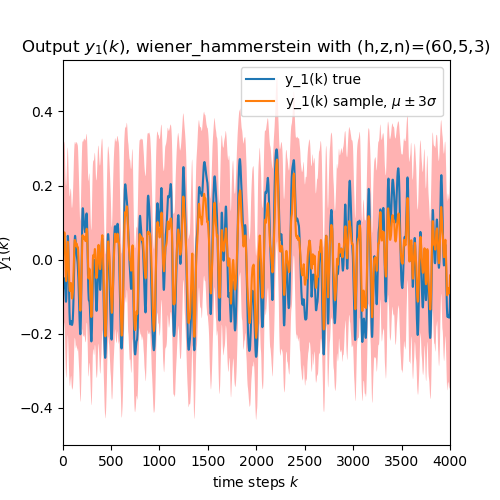 Output y₁(k), wiener_hammerstein with (h,z,n)=(60,5,3)
y_1(k) true
y_1(k) sample, μ ± 3σ
y₁(k)
0.4
0.2
0.0
−0.2
−0.4
0 500 1000 1500 2000 2500 3000 3500 4000
time steps k